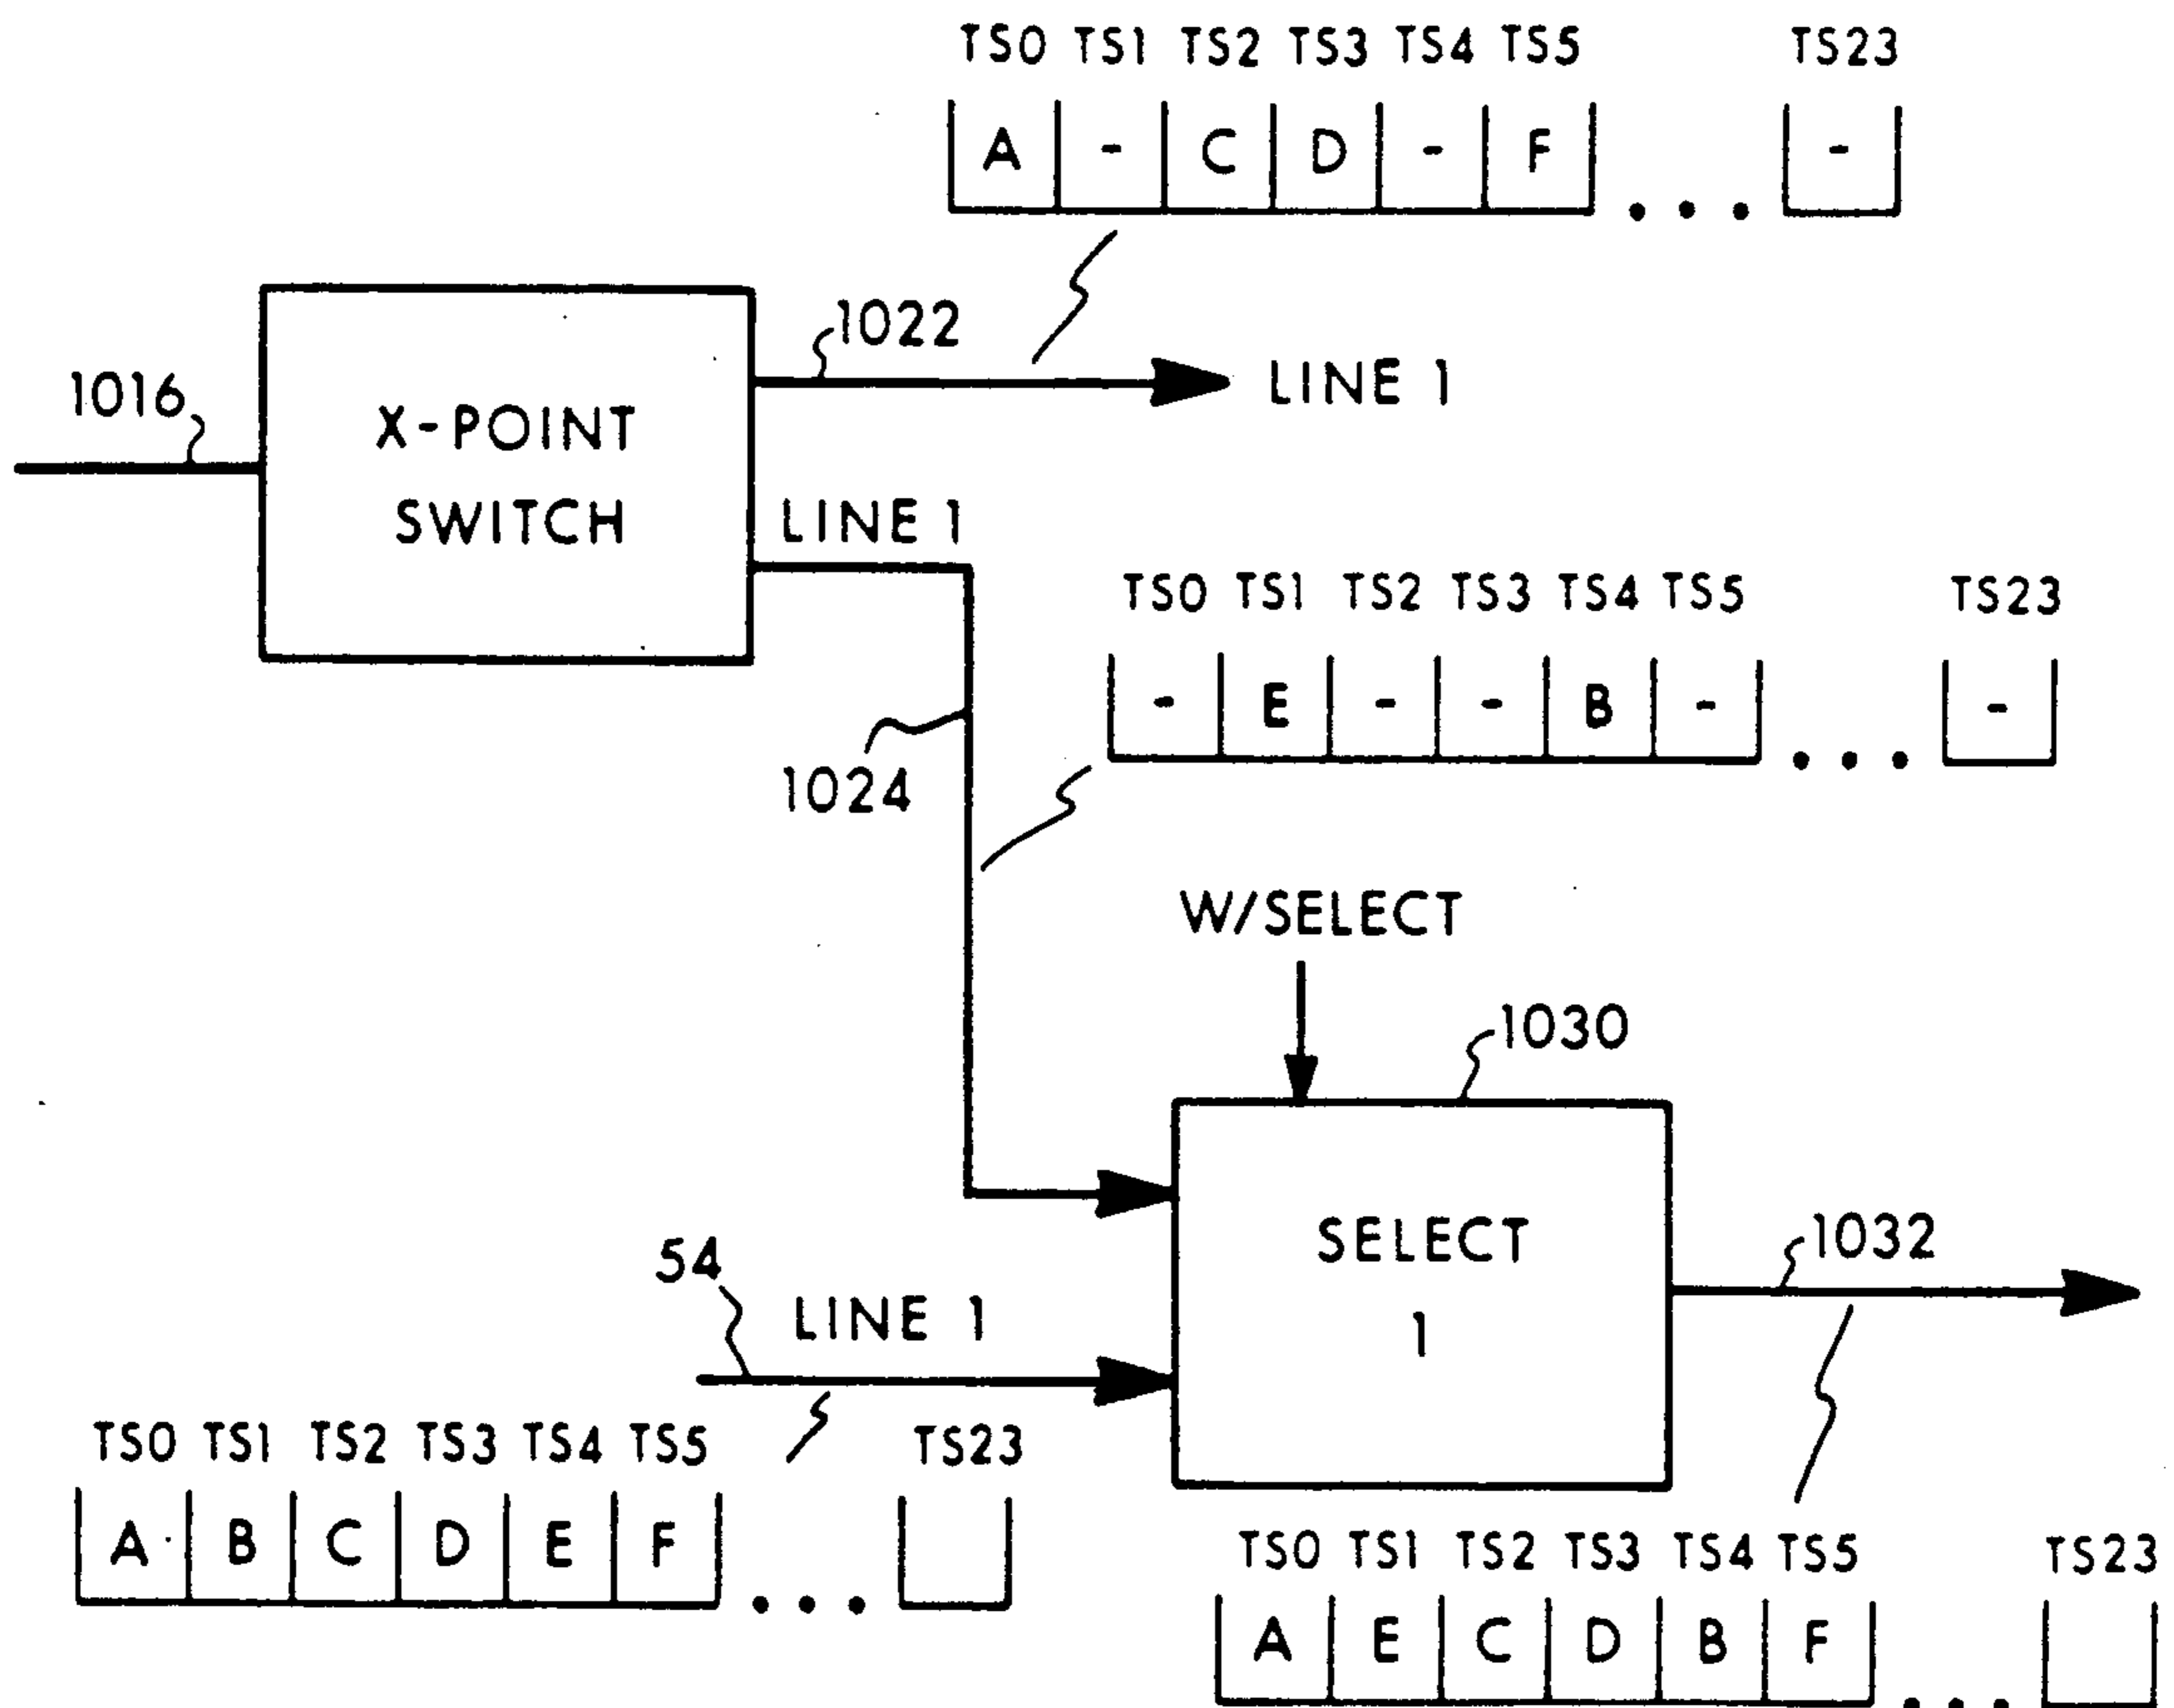 TS0 TS1 TS2 TS3 TS4 TS5 TS23
A - C D - F -
1022
LINE 1
1016
X-POINT
SWITCH
LINE 1
TS0 TS1 TS2 TS3 TS4 TS5 TS23
- E - - B - -
1024
W/SELECT
1030
SELECT
1
1032
54
LINE 1
TS0 TS1 TS2 TS3 TS4 TS5 TS23
A B C D E F
TS0 TS1 TS2 TS3 TS4 TS5 TS23
A E C D B F